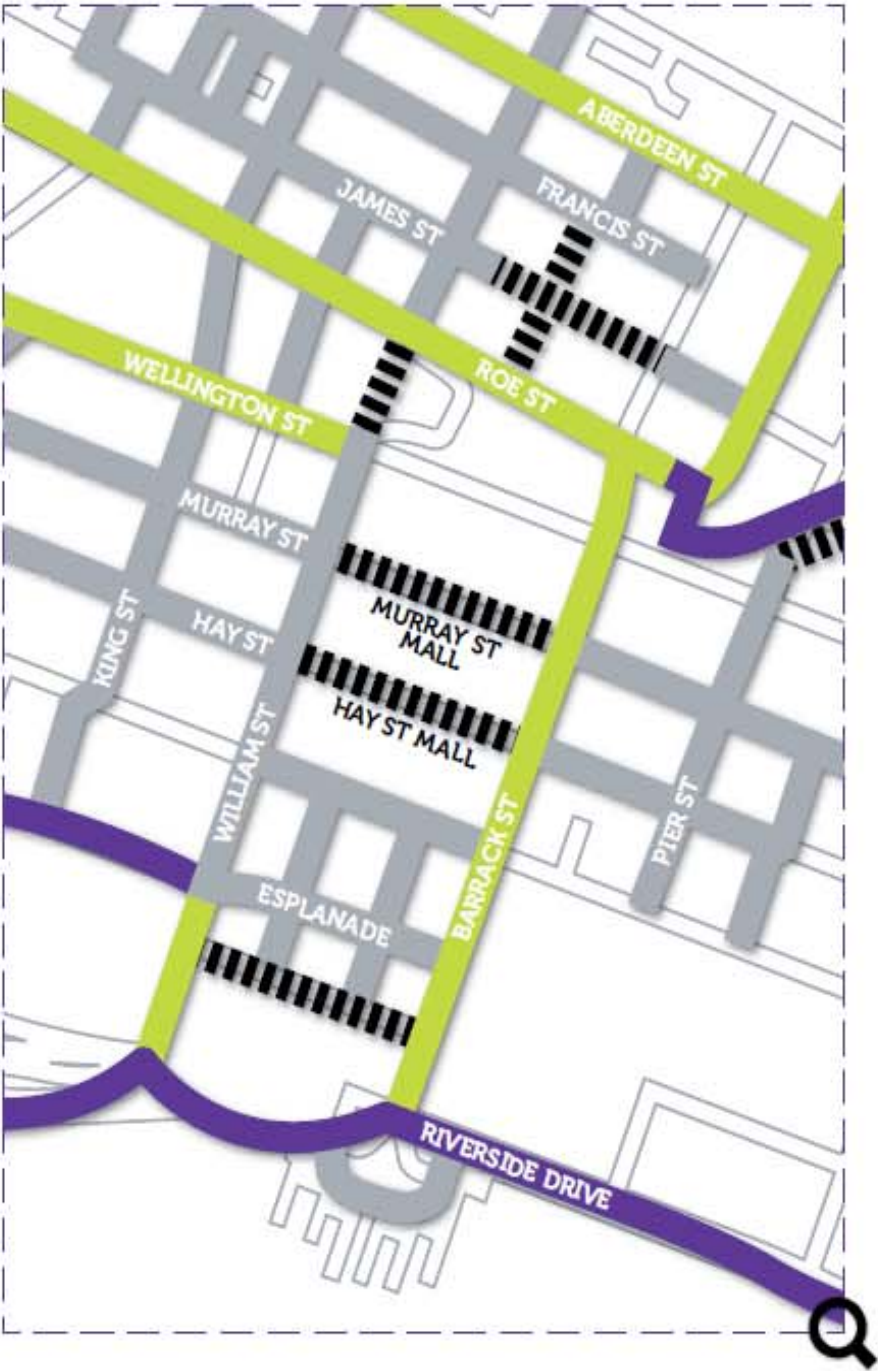 ABERDEEN ST
FRANCIS ST
JAMES ST
ROE ST
WELLINGTON ST
MURRAY ST
MURRAY ST
MALL
HAY ST
KING ST
HAY ST MALL
WILLIAM ST
BARRACK ST
PIER ST
ESPLANADE
RIVERSIDE DRIVE